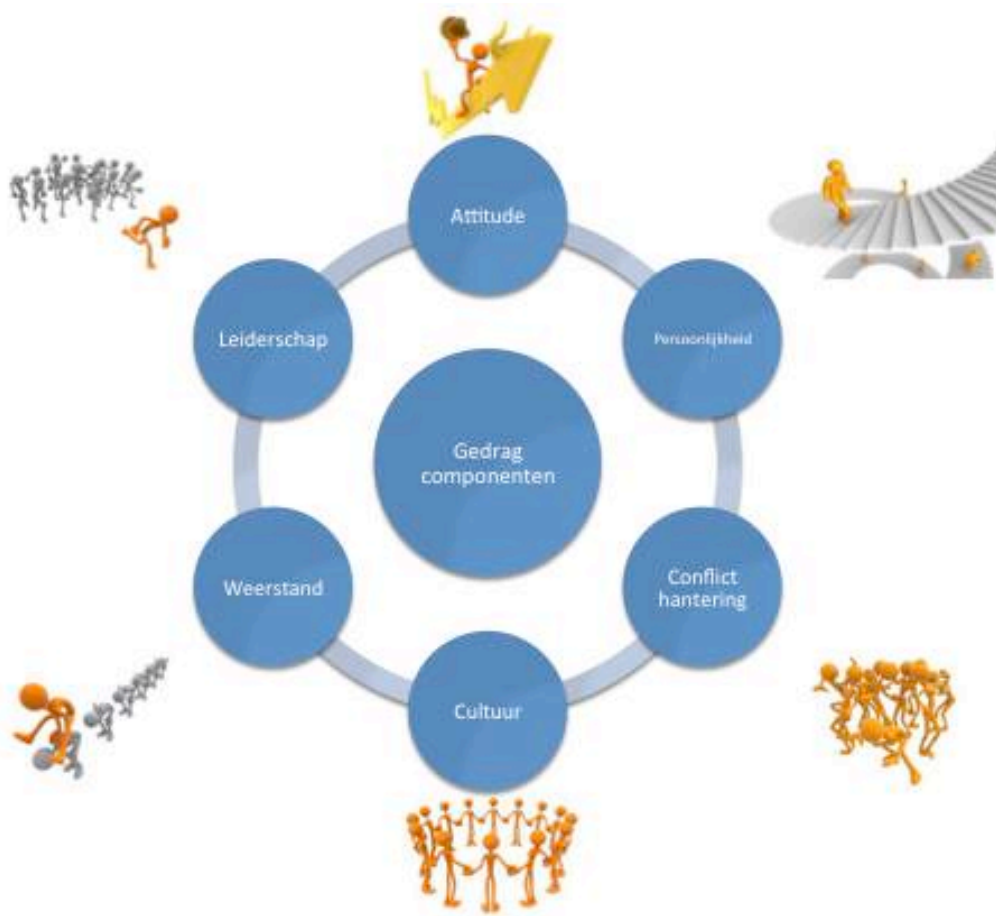 Attitude
Leiderschap
Persoonlijkheid
Gedrag
componenten
Weerstand
Conflict
hantering
Cultuur